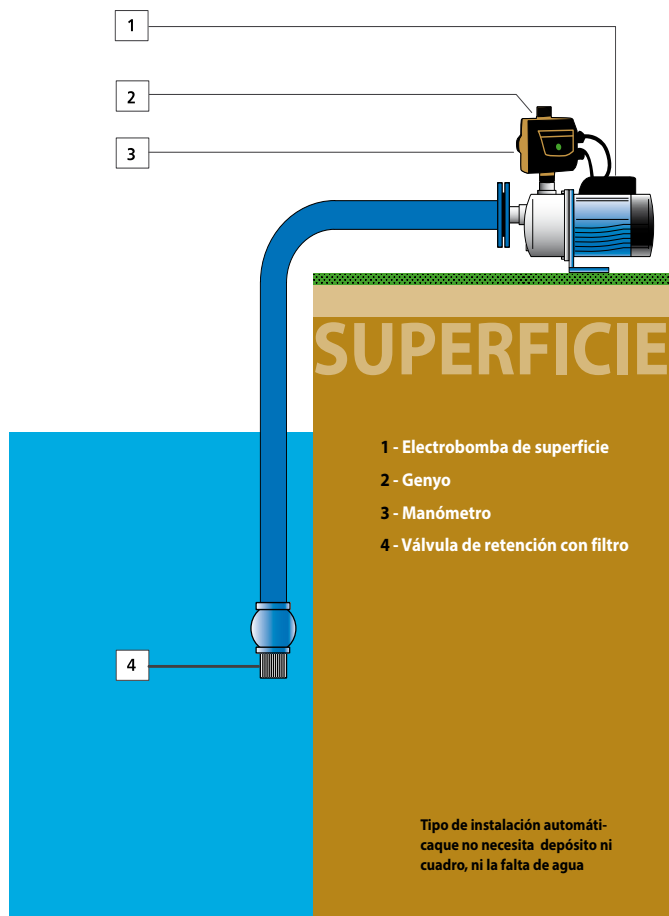 1
2
3
SUPERFICIE
1 - Electrobomba de superficie
2 - Genyo
3 - Manómetro
4 - Válvula de retención con filtro
4
Tipo de instalación automáti-
caque no necesita depósito ni
cuadro, ni la falta de agua